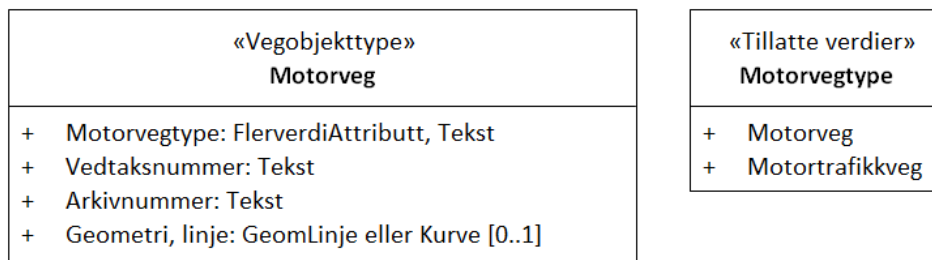 «Vegobjekttype»
Motorveg
+ Motorvegtype: FlerverdiAttributt, Tekst
+ Vedtaksnummer: Tekst
+ Arkivnummer: Tekst
+ Geometri, linje: GeomLinje eller Kurve [0..1]
«Tillatte verdier»
Motorvegtype
+ Motorveg
+ Motortrafikkveg